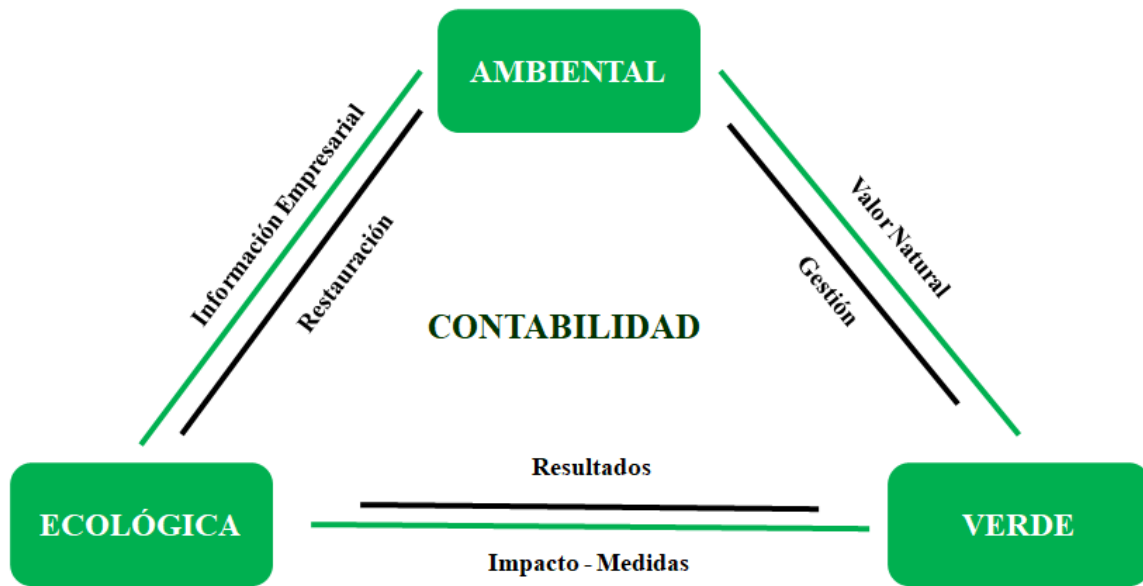 AMBIENTAL
Información Empresarial
Restauración
Valor Natural
Gestión
CONTABILIDAD
Resultados
ECOLÓGICA
VERDE
Impacto - Medidas